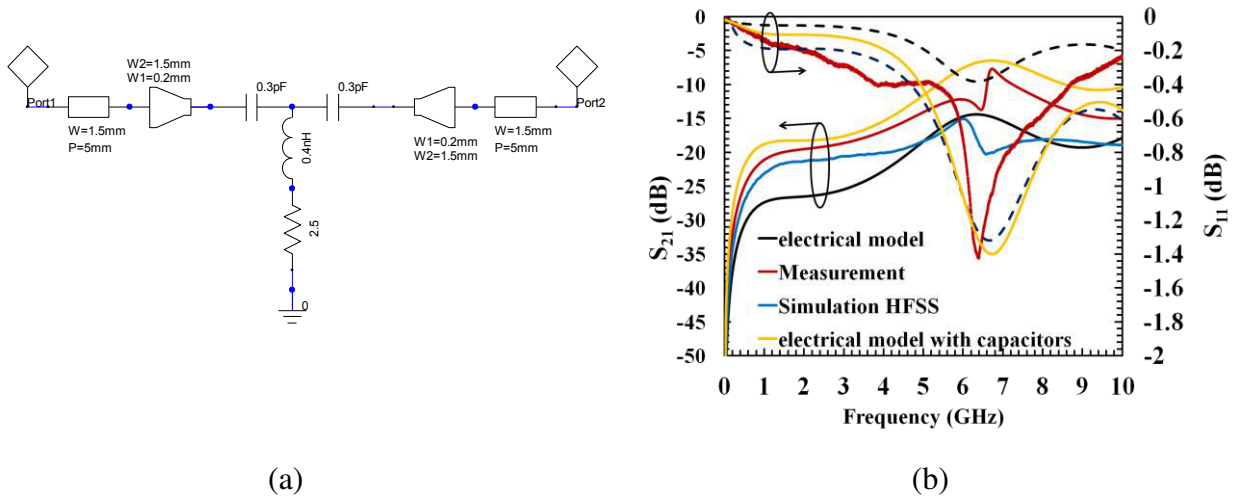 W2=1.5mm
W1=0.2mm
0.3pF
0.3pF
Port1
Port2
W=1.5mm
P=5mm
0.4nH
W1=0.2mm
W2=1.5mm
W=1.5mm
P=5mm
2.5
0
(a)
0
-5
-10
-15
-20
-25
-30
-35
-40
-45
-50
S21 (dB)
0
-0.2
-0.4
-0.6
-0.8
-1
-1.2
-1.4
-1.6
-1.8
-2
S11 (dB)
electrical model
Measurement
Simulation HFSS
electrical model with capacitors
0 1 2 3 4 5 6 7 8 9 10
Frequency (GHz)
(b)